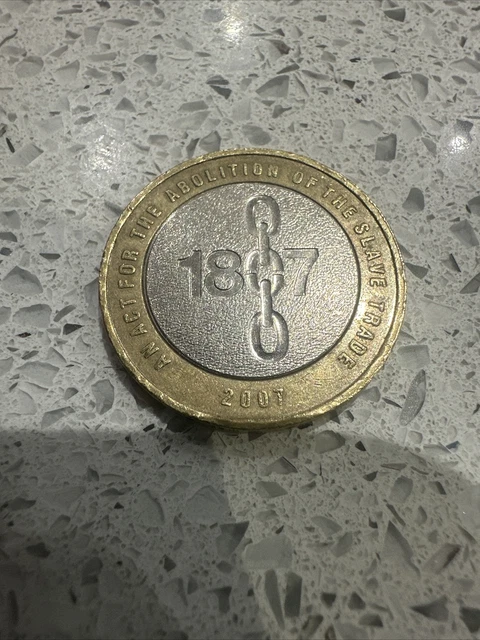 AN ACT FOR THE ABOLITION OF THE SLAVE TRADE
1807
2007